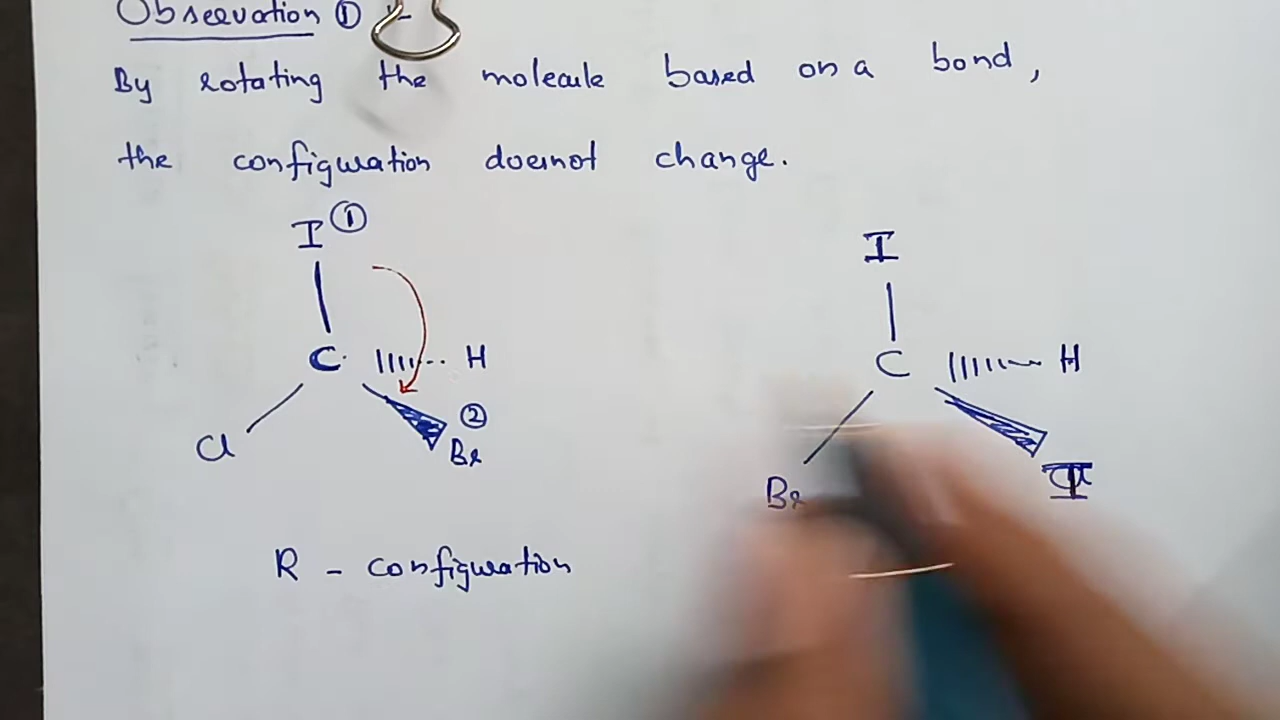 Observation ①
By rotating the molecule based on a bond,
the configuration doesnot change.
I ①
I
C
H
C
H
②
Cl
Br
Br
R - configuration